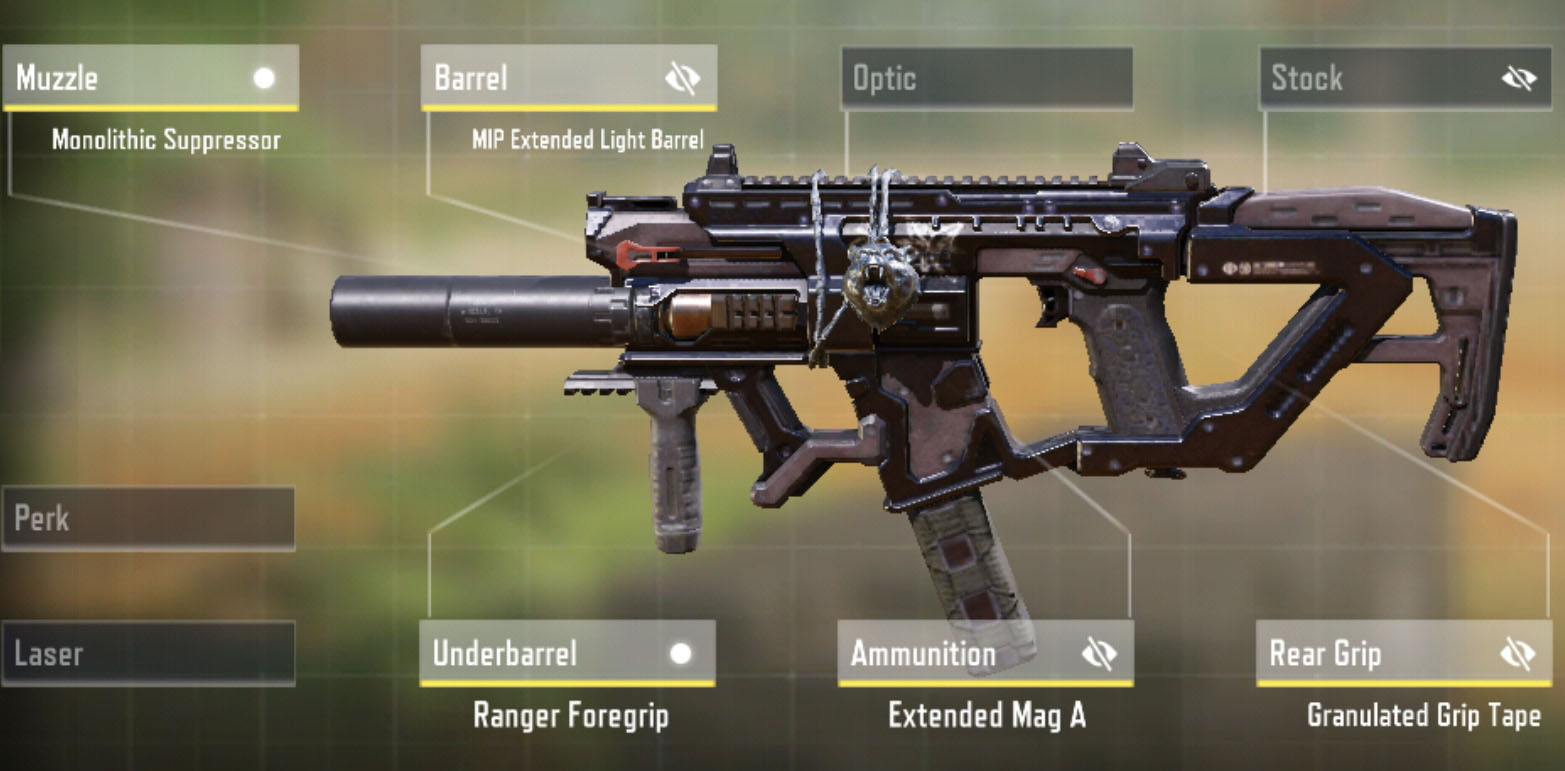 Muzzle
Barrel
Optic
Stock
Monolithic Suppressor
MIP Extended Light Barrel
Perk
Laser
Underbarrel
Ammunition
Rear Grip
Ranger Foregrip
Extended Mag A
Granulated Grip Tape